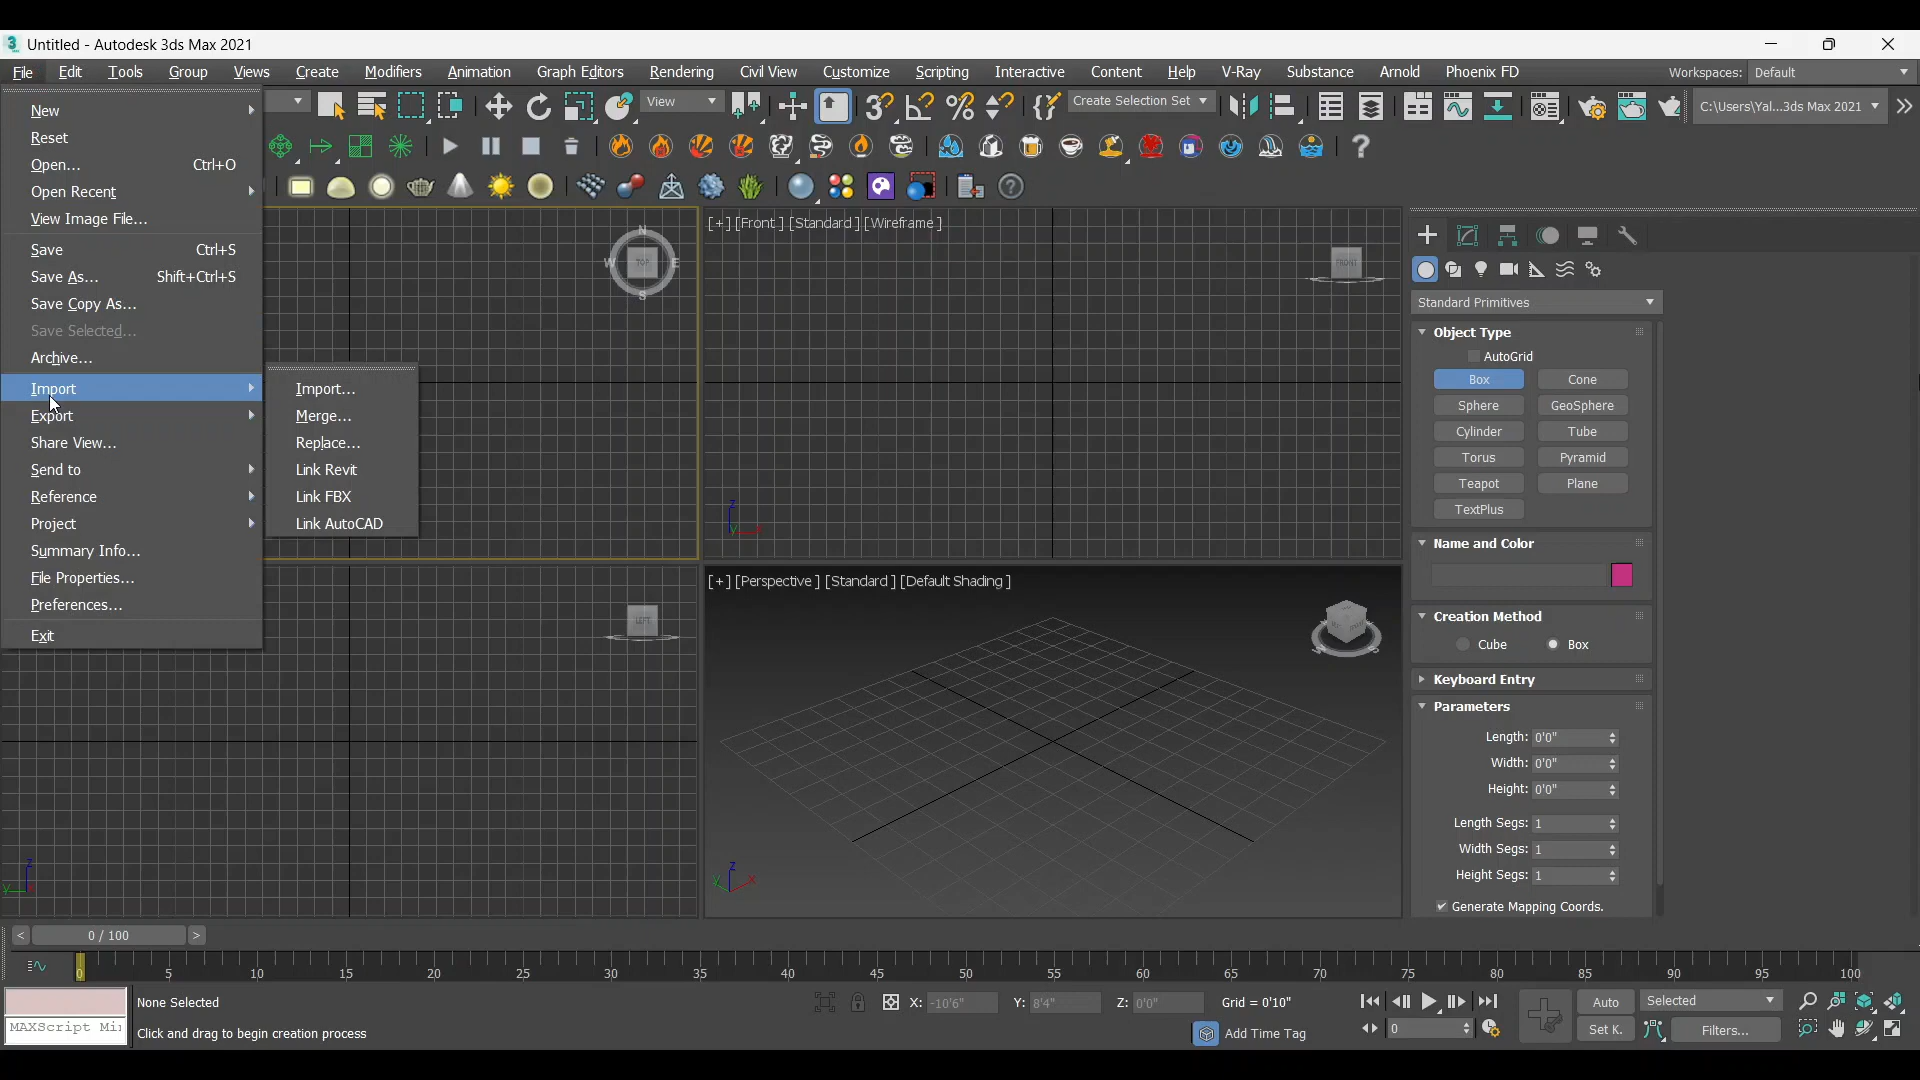 Untitled - Autodesk 3ds Max 2021
File Edit Tools Group Views Create Modifiers Animation Graph Editors Rendering Civil View Customize Scripting Interactive Content Help V-Ray Substance Arnold Phoenix FD Workspaces: Default
View Create Selection Set C:\Users\Yal...3ds Max 2021
New
Reset
Open... Ctrl+O
Open Recent
View Image File...
Save Ctrl+S
Save As... Shift+Ctrl+S
Save Copy As...
Save Selected...
Archive...
Import
Export
Share View...
Send to
Reference
Project
Summary Info...
File Properties...
Preferences...
Exit
Import...
Merge...
Replace...
Link Revit
Link FBX
Link AutoCAD
N
W TOP E
S
[+] [Front ] [Standard ] [Wireframe ]
FRONT
z
y x
LEFT
z
y
[+] [Perspective ] [Standard ] [Default Shading ]
W S
z
y x
Standard Primitives
Object Type
AutoGrid
Box Cone
Sphere GeoSphere
Cylinder Tube
Torus Pyramid
Teapot Plane
TextPlus
Name and Color
Creation Method
Cube Box
Keyboard Entry
Parameters
Length: 0'0"
Width: 0'0"
Height: 0'0"
Length Segs: 1
Width Segs: 1
Height Segs: 1
Generate Mapping Coords.
< 0 / 100 >
0 5 10 15 20 25 30 35 40 45 50 55 60 65 70 75 80 85 90 95 100
None Selected X: -10'6" Y: 8'4" Z: 0'0" Grid = 0'10" Auto Selected
MAXScript Mi Click and drag to begin creation process Add Time Tag 0 Set K. Filters...